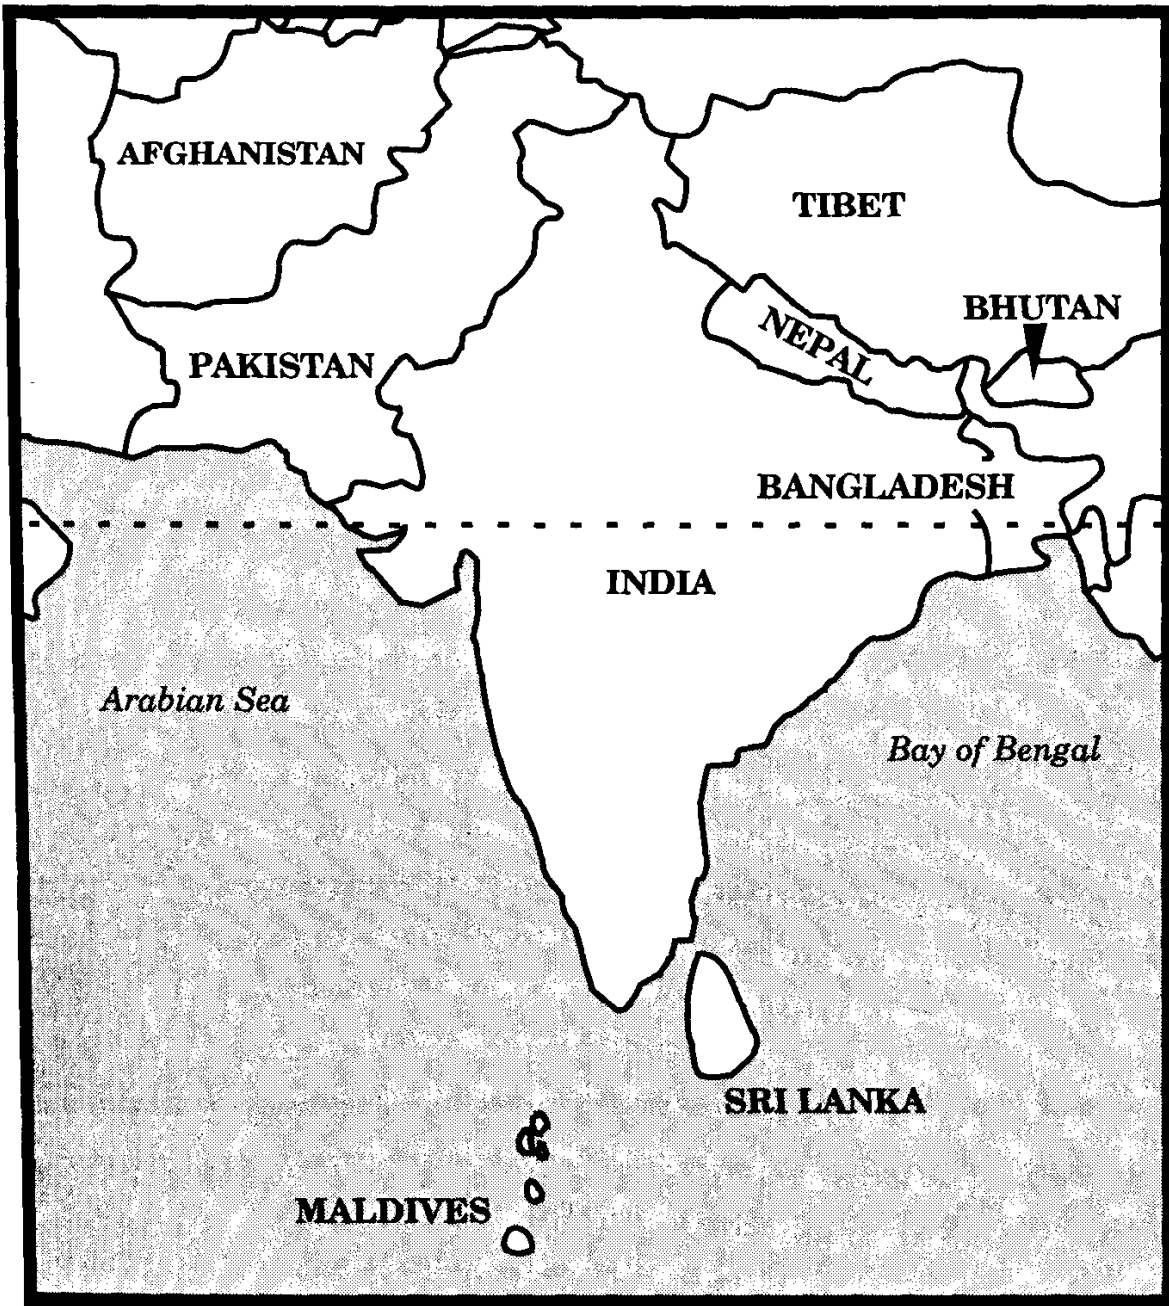 AFGHANISTAN
TIBET
BHUTAN
NEPAL
PAKISTAN
BANGLADESH
INDIA
Arabian Sea
Bay of Bengal
SRI LANKA
MALDIVES